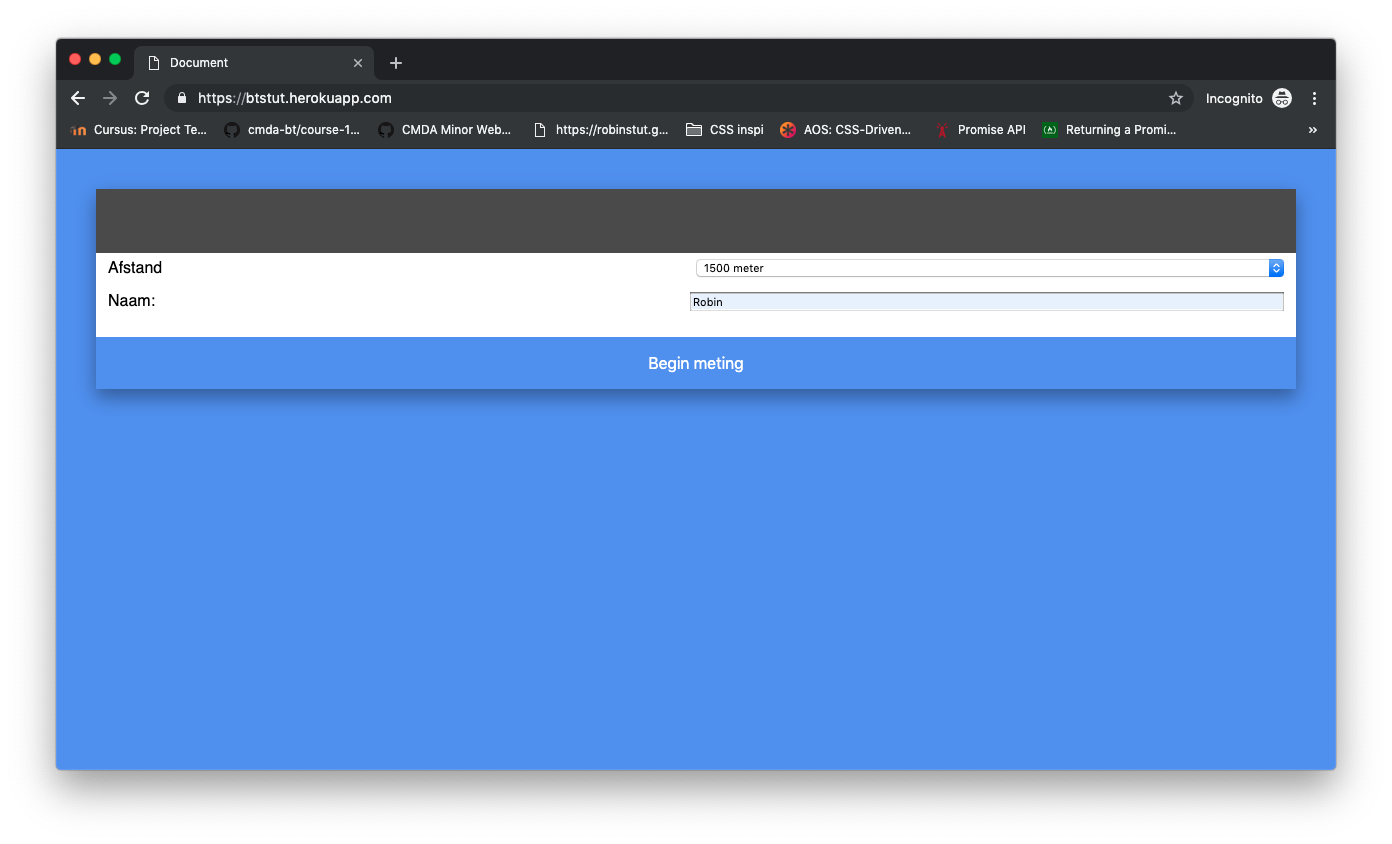 Document
https://btstut.herokuapp.com
Incognito
Cursus: Project Te... cmda-bt/course-1... CMDA Minor Web... https://robinstut.g... CSS inspi AOS: CSS-Driven... Promise API Returning a Promi... »
Afstand 1500 meter
Naam: Robin
Begin meting